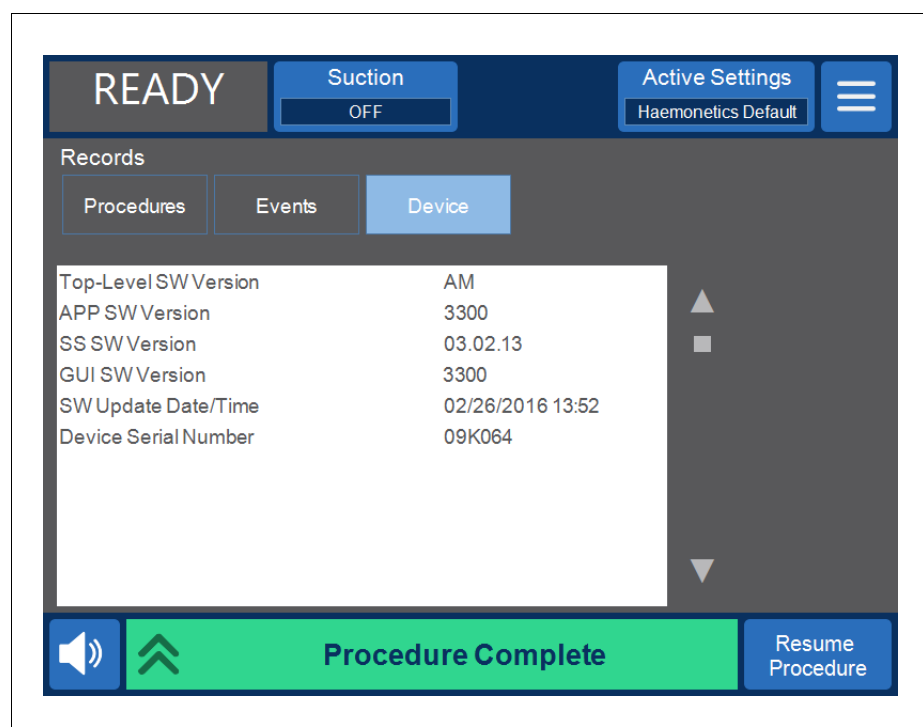 READY
Suction
OFF
Active Settings
Haemonetics Default
Records
Procedures Events Device
Top-Level SW Version AM
APP SW Version 3300
SS SW Version 03.02.13
GUI SW Version 3300
SW Update Date/Time 02/26/2016 13:52
Device Serial Number 09K064
Procedure Complete
Resume
Procedure